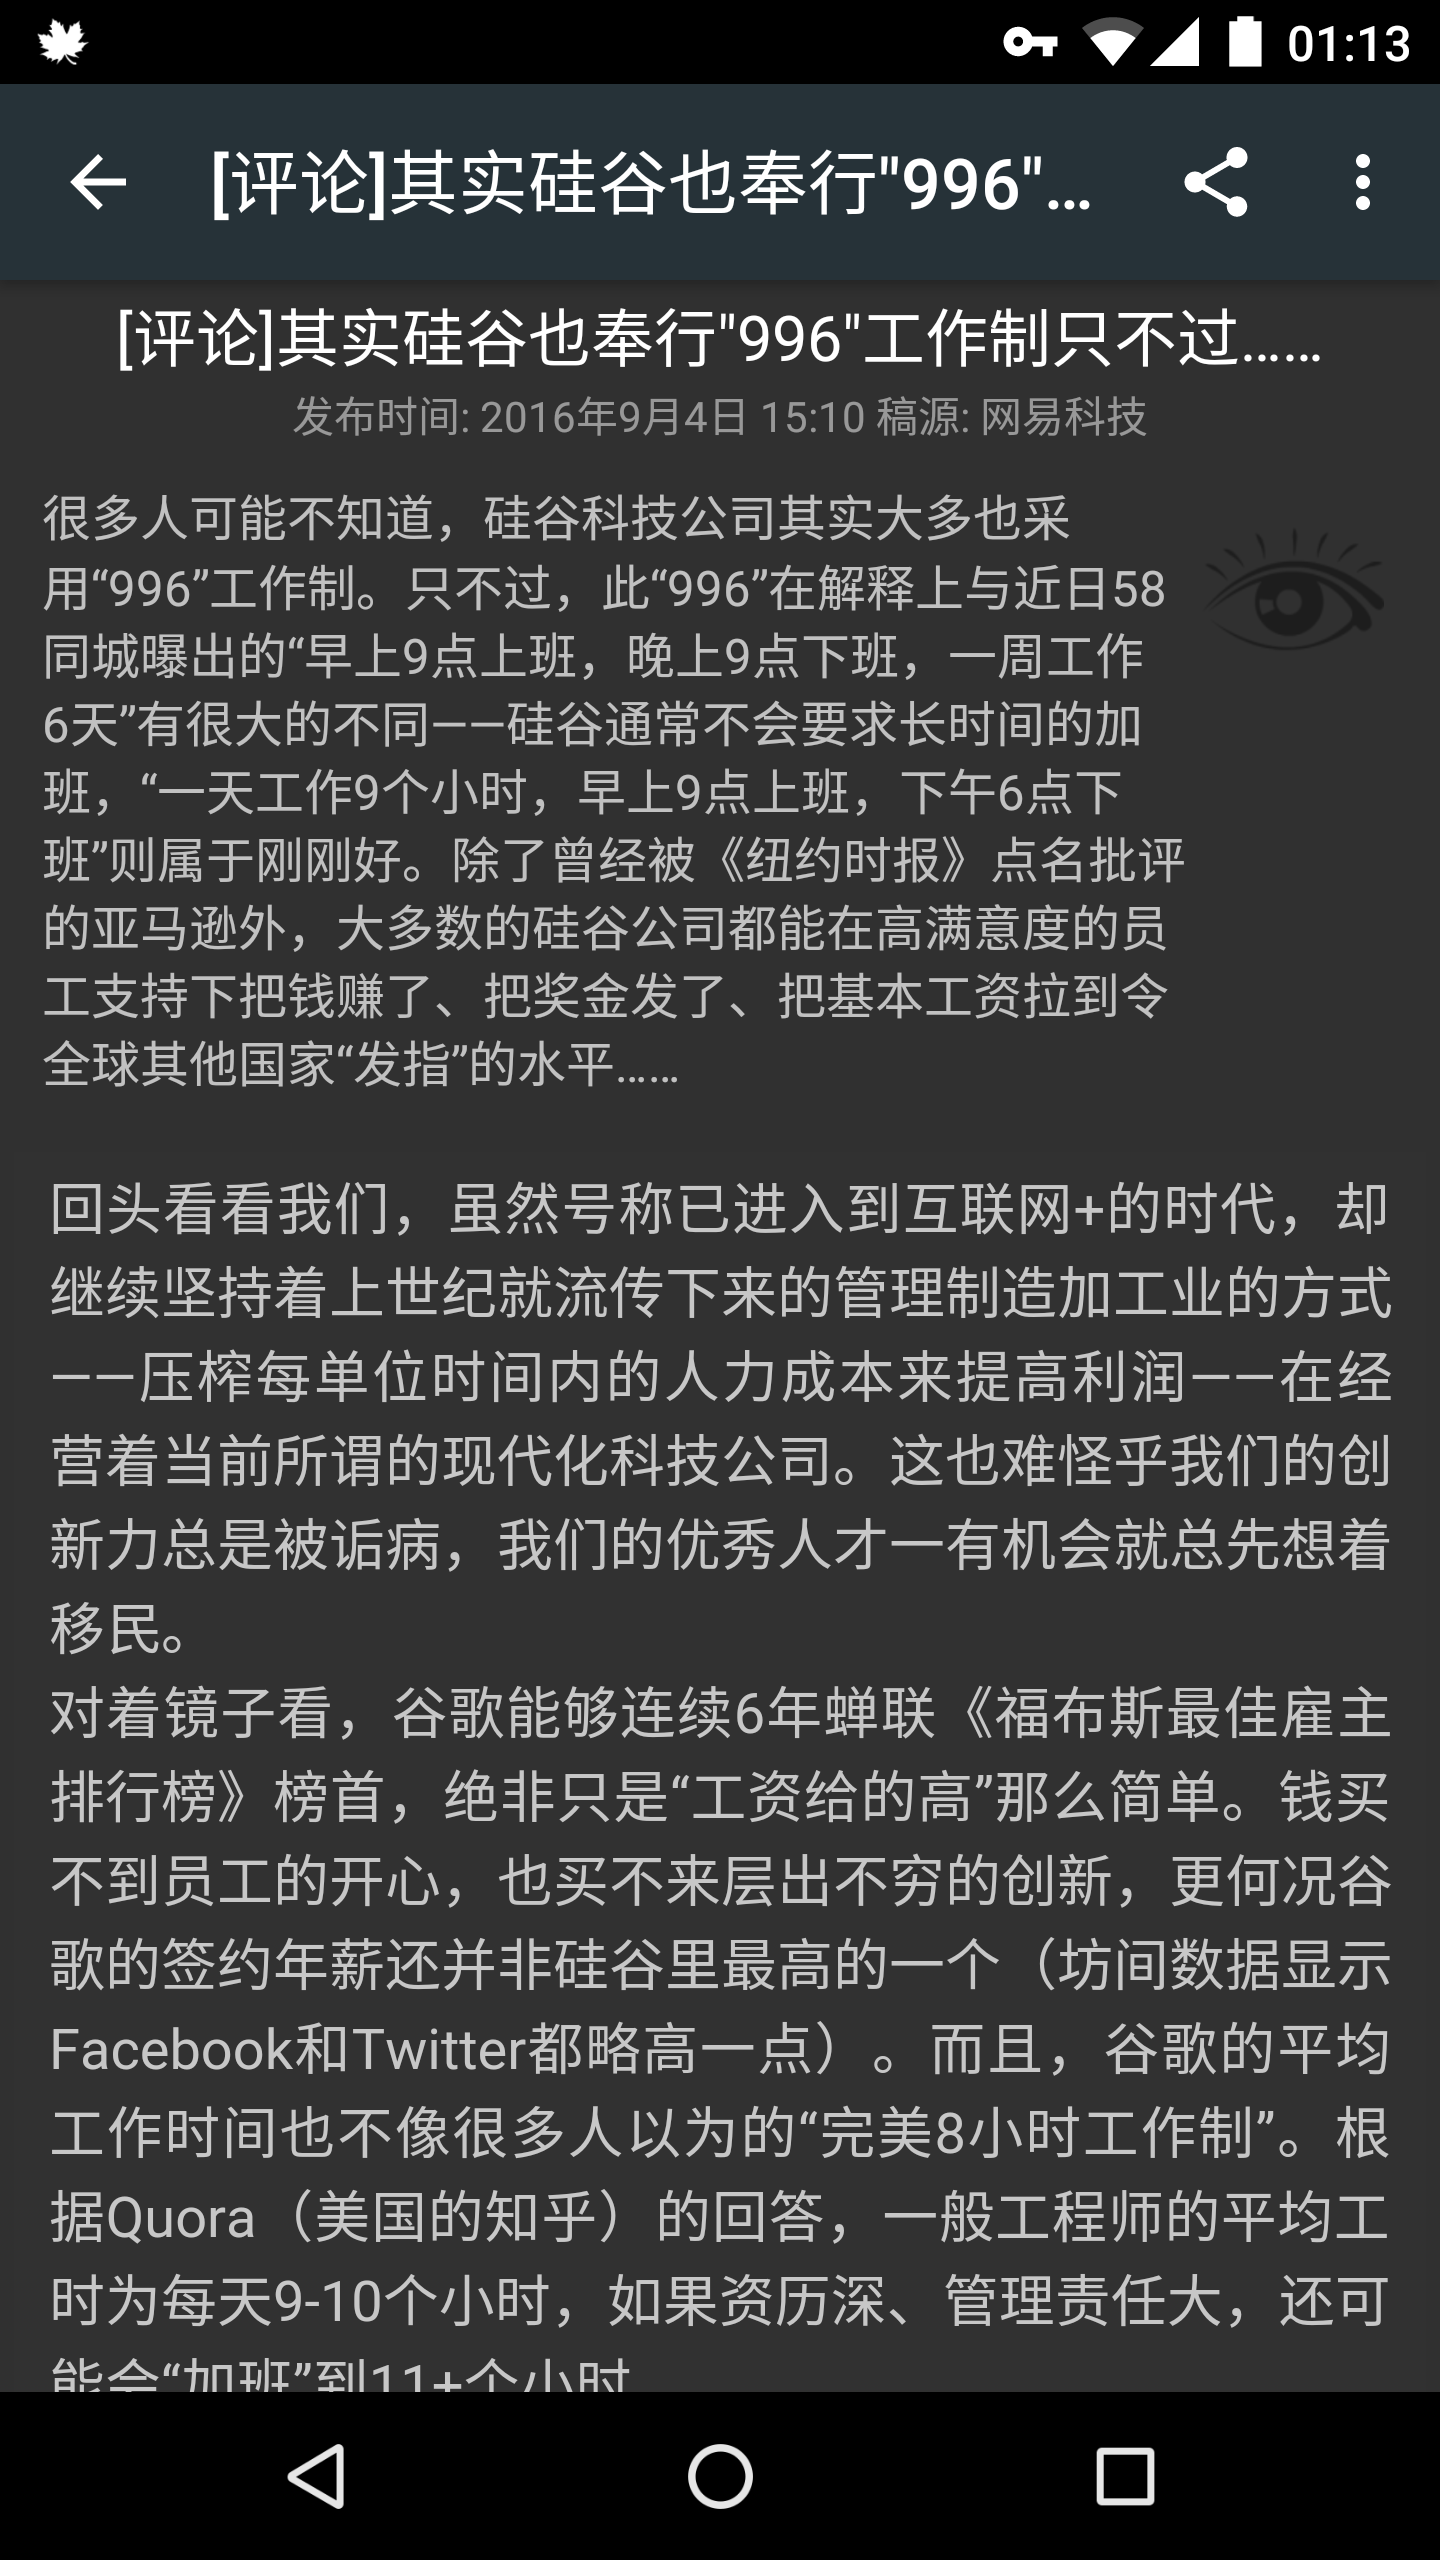 01:13
[评论]其实硅谷也奉行"996"...
[评论]其实硅谷也奉行"996"工作制只不过……
发布时间: 2016年9月4日 15:10 稿源: 网易科技
很多人可能不知道，硅谷科技公司其实大多也采
用“996”工作制。只不过，此“996”在解释上与近日58
同城曝出的“早上9点上班，晚上9点下班，一周工作
6天”有很大的不同——硅谷通常不会要求长时间的加
班，“一天工作9个小时，早上9点上班，下午6点下
班”则属于刚刚好。除了曾经被《纽约时报》点名批评
的亚马逊外，大多数的硅谷公司都能在高满意度的员
工支持下把钱赚了、把奖金发了、把基本工资拉到令
全球其他国家“发指”的水平……
回头看看我们，虽然号称已进入到互联网+的时代，却
继续坚持着上世纪就流传下来的管理制造加工业的方式
——压榨每单位时间内的人力成本来提高利润——在经
营着当前所谓的现代化科技公司。这也难怪乎我们的创
新力总是被诟病，我们的优秀人才一有机会就总先想着
移民。
对着镜子看，谷歌能够连续6年蝉联《福布斯最佳雇主
排行榜》榜首，绝非只是“工资给的高”那么简单。钱买
不到员工的开心，也买不来层出不穷的创新，更何况谷
歌的签约年薪还并非硅谷里最高的一个（坊间数据显示
Facebook和Twitter都略高一点）。而且，谷歌的平均
工作时间也不像很多人以为的“完美8小时工作制”。根
据Quora（美国的知乎）的回答，一般工程师的平均工
时为每天9-10个小时，如果资历深、管理责任大，还可
能会“加班”到11+个小时